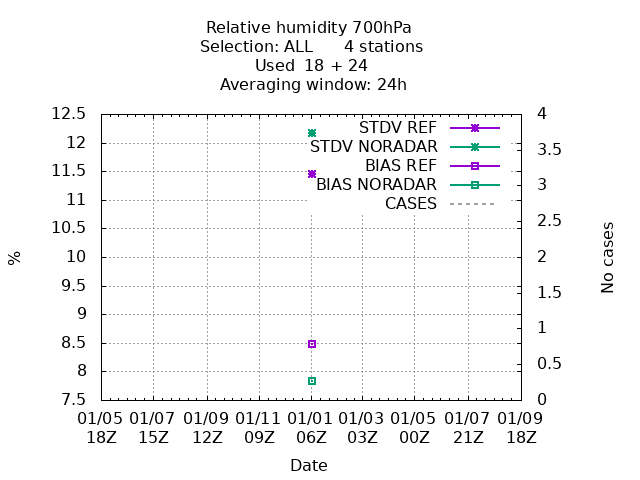 Relative humidity 700hPa
Selection: ALL      4 stations
Used  18 + 24
Averaging window: 24h
12.5
12
11.5
11
10.5
10
9.5
9
8.5
8
7.5
%
STDV REF
STDV NORADAR
BIAS REF
BIAS NORADAR
CASES
4
3.5
3
2.5
2
1.5
1
0.5
0
No cases
01/05 01/07 01/09 01/11 01/01 01/03 01/05 01/07 01/09
18Z 15Z 12Z 09Z 06Z 03Z 00Z 21Z 18Z
Date